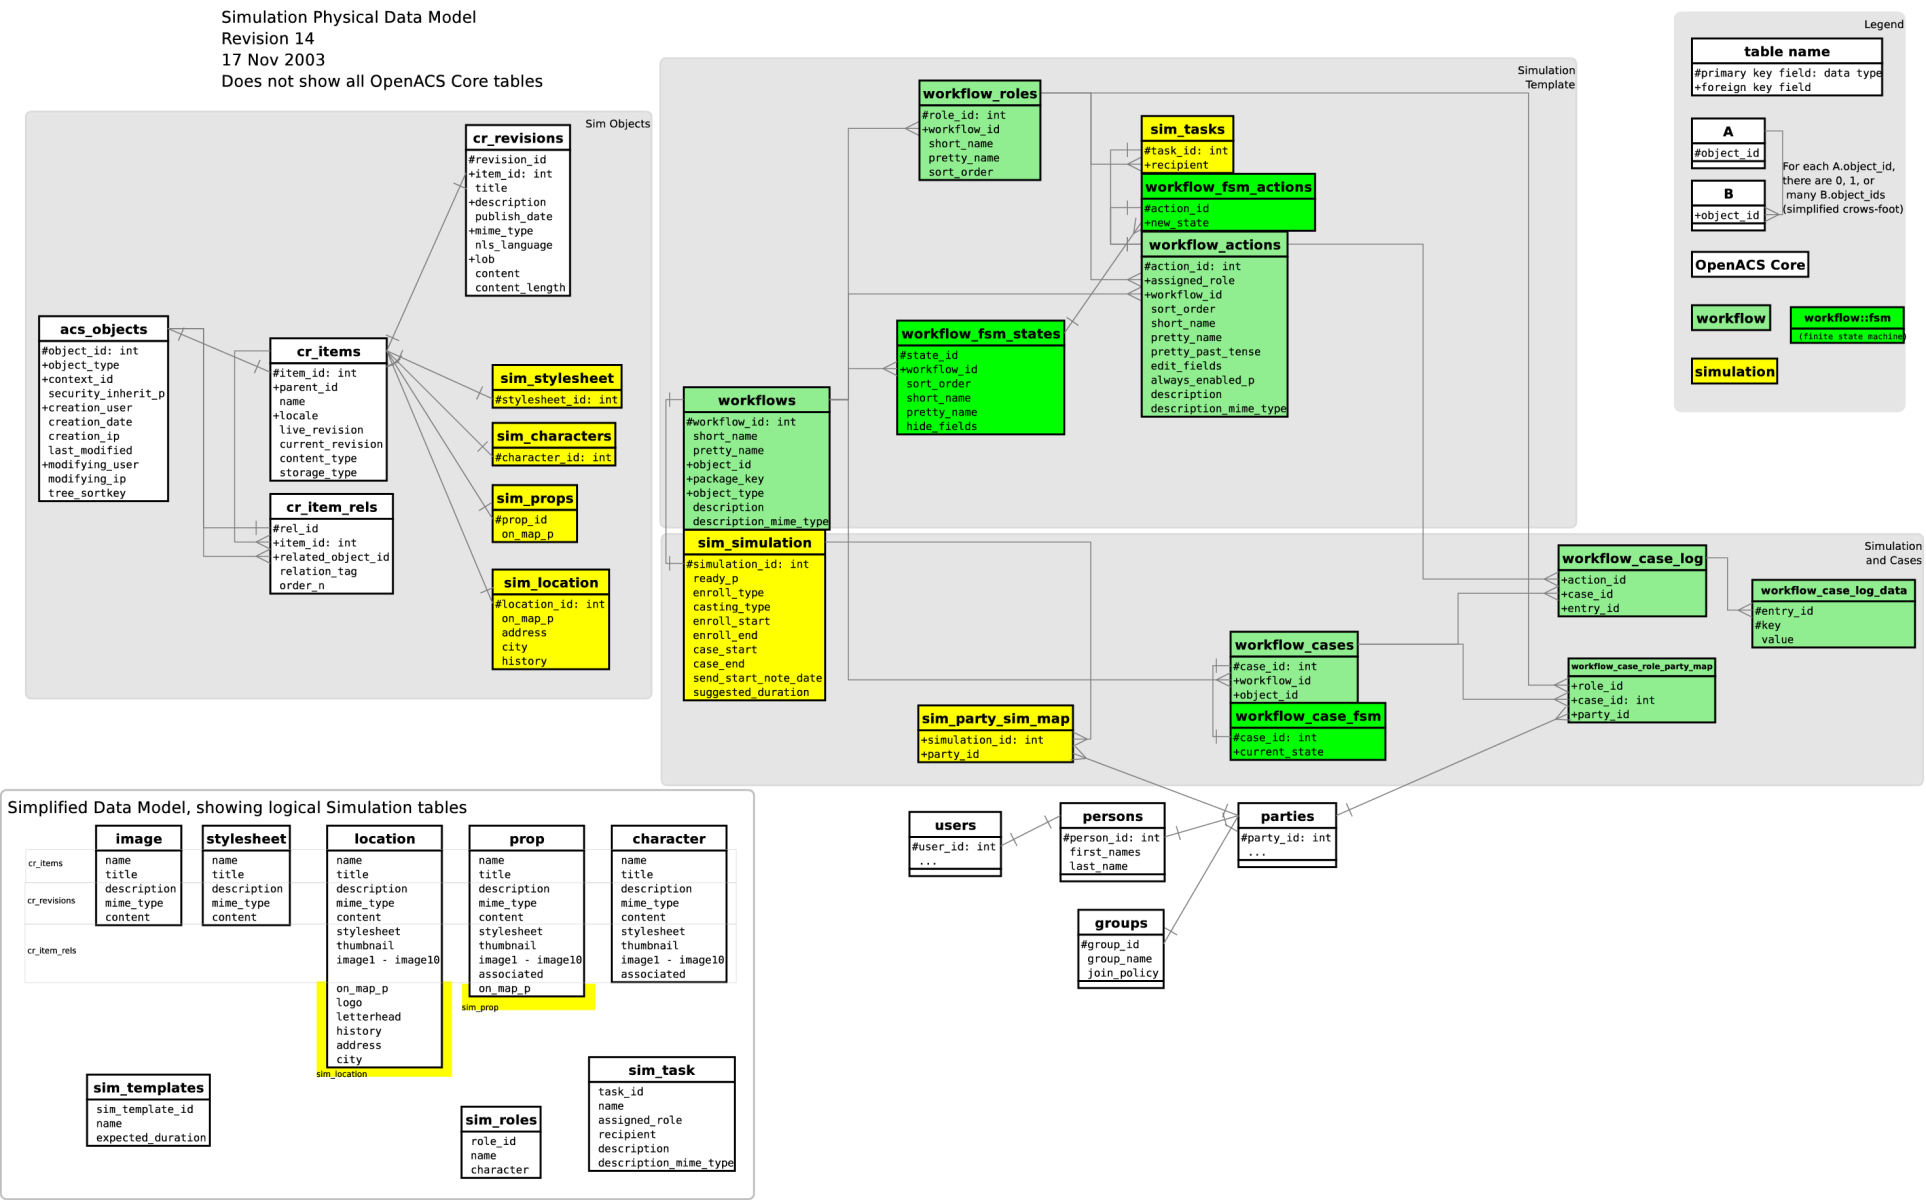 Simulation Physical Data Model
Revision 14
17 Nov 2003
Does not show all OpenACS Core tables
Sim Objects
cr_revisions
#revision_id
+item_id: int
title
+description
publish_date
+mime_type
nls_language
+lob
content
content_length
acs_objects
#object_id: int
+object_type
+context_id
security_inherit_p
+creation_user
creation_date
creation_ip
last_modified
+modifying_user
modifying_ip
tree_sortkey
cr_items
#item_id: int
+parent_id
name
+locale
live_revision
current_revision
content_type
storage_type
cr_item_rels
#rel_id
+item_id: int
+related_object_id
relation_tag
order_n
sim_stylesheet
#stylesheet_id: int
sim_characters
#character_id: int
sim_props
#prop_id
on_map_p
sim_location
#location_id: int
on_map_p
address
city
history
Simulation
Template
workflow_roles
#role_id: int
+workflow_id
short_name
pretty_name
sort_order
sim_tasks
#task_id: int
+recipient
workflow_fsm_actions
#action_id
+new_state
workflow_actions
#action_id: int
+assigned_role
+workflow_id
sort_order
short_name
pretty_name
pretty_past_tense
edit_fields
always_enabled_p
description
description_mime_type
workflow_fsm_states
#state_id
+workflow_id
sort_order
short_name
pretty_name
hide_fields
workflows
#workflow_id: int
short_name
pretty_name
+object_id
+package_key
+object_type
description
description_mime_type
sim_simulation
#simulation_id: int
ready_p
enroll_type
casting_type
enroll_start
enroll_end
case_start
case_end
send_start_note_date
suggested_duration
Simulation
and Cases
workflow_case_log
+action_id
+case_id
+entry_id
workflow_case_log_data
#entry_id
#key
value
workflow_cases
#case_id: int
+workflow_id
+object_id
workflow_case_fsm
#case_id: int
+current_state
workflow_case_role_party_map
+role_id
+case_id: int
+party_id
sim_party_sim_map
+simulation_id: int
+party_id
users
#user_id: int
...
persons
#person_id: int
first_names
last_name
parties
#party_id: int
...
groups
#group_id
group_name
join_policy
Legend
table name
#primary key field: data type
+foreign key field
A
#object_id
B
+object_id
For each A.object_id,
there are 0, 1, or
many B.object_ids
(simplified crows-foot)
OpenACS Core
workflow
workflow::fsm
(finite state machine)
simulation
Simplified Data Model, showing logical Simulation tables
cr_items
cr_revisions
cr_item_rels
image
name
title
description
mime_type
content
stylesheet
name
title
description
mime_type
content
location
name
title
description
mime_type
content
stylesheet
thumbnail
image1 - image10
on_map_p
logo
letterhead
history
address
city
sim_location
prop
name
title
description
mime_type
content
stylesheet
thumbnail
image1 - image10
associated
on_map_p
sim_prop
character
name
title
description
mime_type
content
stylesheet
thumbnail
image1 - image10
associated
sim_templates
sim_template_id
name
expected_duration
sim_roles
role_id
name
character
sim_task
task_id
name
assigned_role
recipient
description
description_mime_type